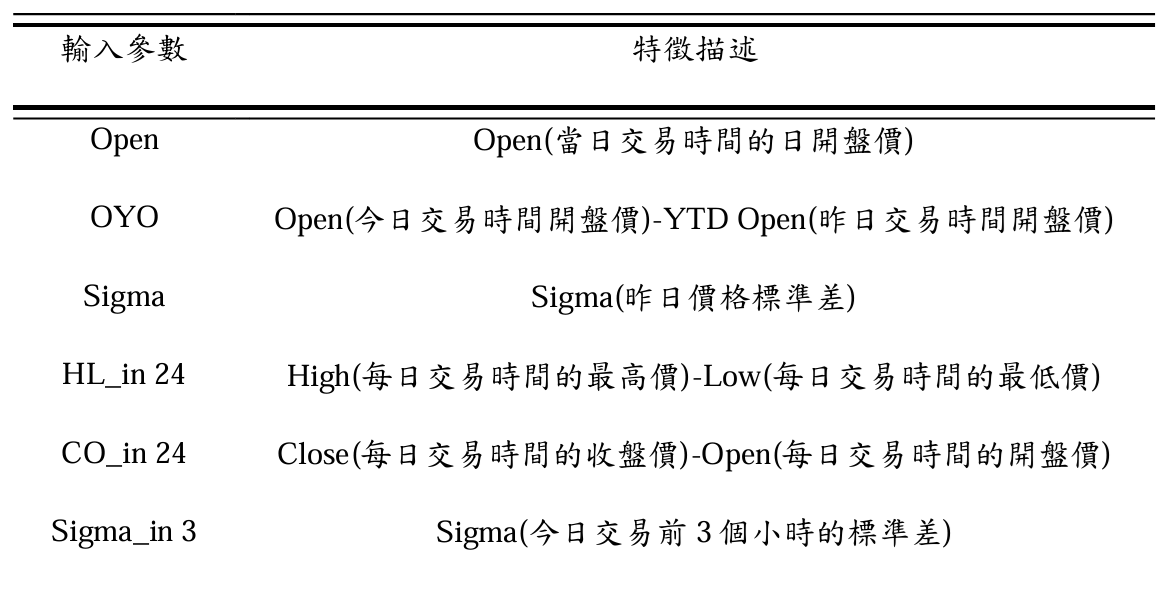 輸入參數 特徵描述
Open Open(當日交易時間的日開盤價)
OYO Open(今日交易時間開盤價)-YTD Open(昨日交易時間開盤價)
Sigma Sigma(昨日價格標準差)
HL_in 24 High(每日交易時間的最高價)-Low(每日交易時間的最低價)
CO_in 24 Close(每日交易時間的收盤價)-Open(每日交易時間的開盤價)
Sigma_in 3 Sigma(今日交易前 3 個小時的標準差)